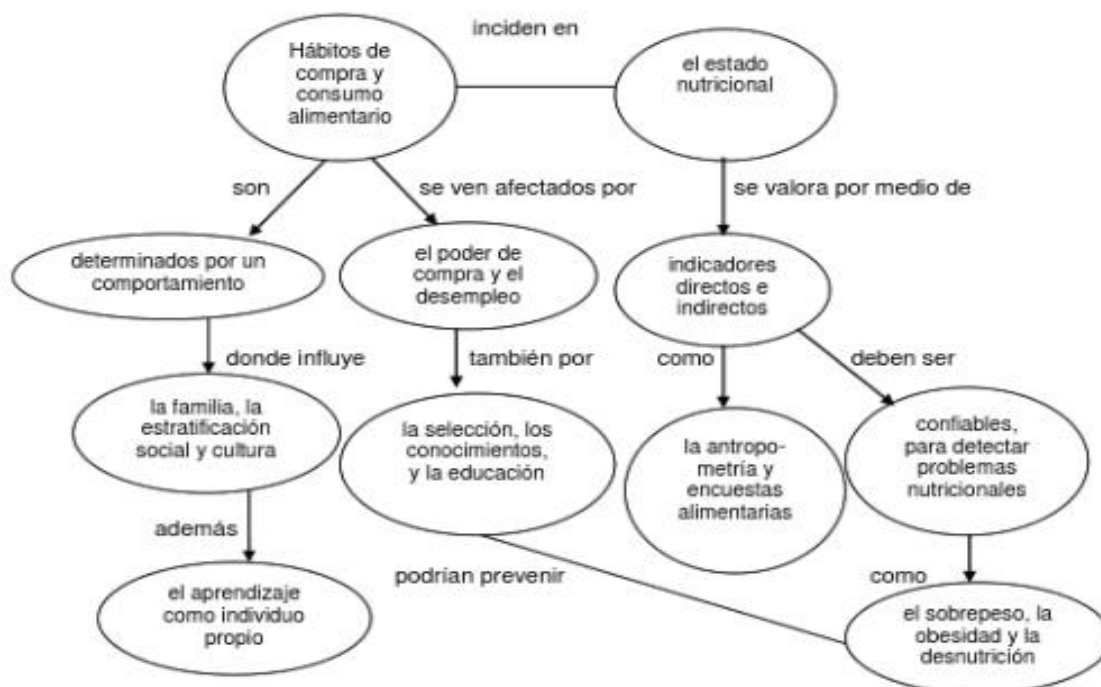 inciden en
Hábitos de
compra y
consumo
alimentario
el estado
nutricional
son
se ven afectados por
se valora por medio de
determinados por un
comportamiento
el poder de
compra y el
desempleo
indicadores
directos e
indirectos
donde influye
también por
como
deben ser
la familia, la
estratificación
social y cultura
la selección, los
conocimientos,
y la educación
la antropo-
metría y
encuestas
alimentarias
confiables,
para detectar
problemas
nutricionales
además
podrían prevenir
como
el aprendizaje
como individuo
propio
el sobrepeso, la
obesidad y la
desnutrición